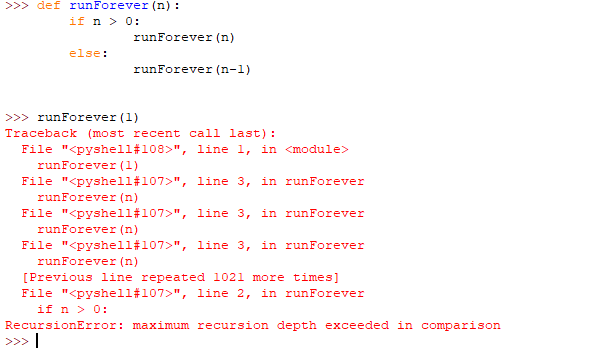 >>> def runForever(n):
        if n > 0:
                runForever(n)
        else:
                runForever(n-1)
>>> runForever(1)
Traceback (most recent call last):
  File "<pyshell#108>", line 1, in <module>
    runForever(1)
  File "<pyshell#107>", line 3, in runForever
    runForever(n)
  File "<pyshell#107>", line 3, in runForever
    runForever(n)
  File "<pyshell#107>", line 3, in runForever
    runForever(n)
  [Previous line repeated 1021 more times]
  File "<pyshell#107>", line 2, in runForever
    if n > 0:
RecursionError: maximum recursion depth exceeded in comparison
>>>